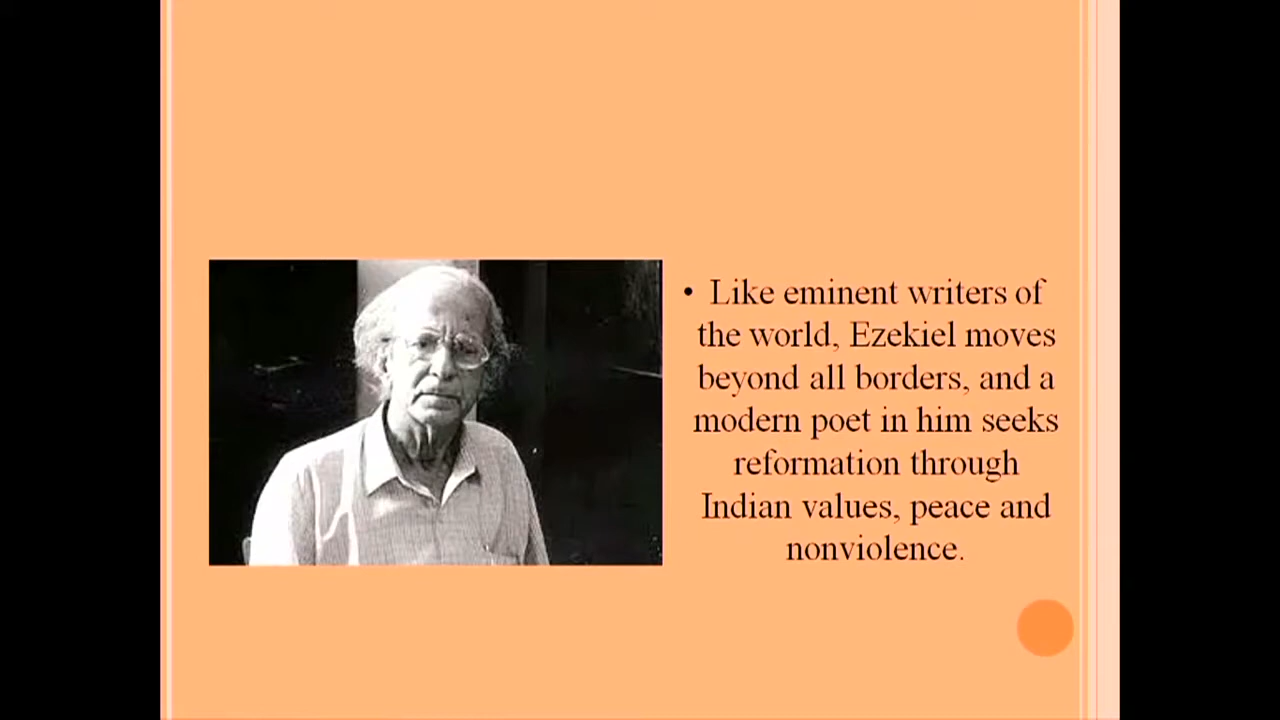 • Like eminent writers of
the world, Ezekiel moves
beyond all borders, and a
modern poet in him seeks
reformation through
Indian values, peace and
nonviolence.